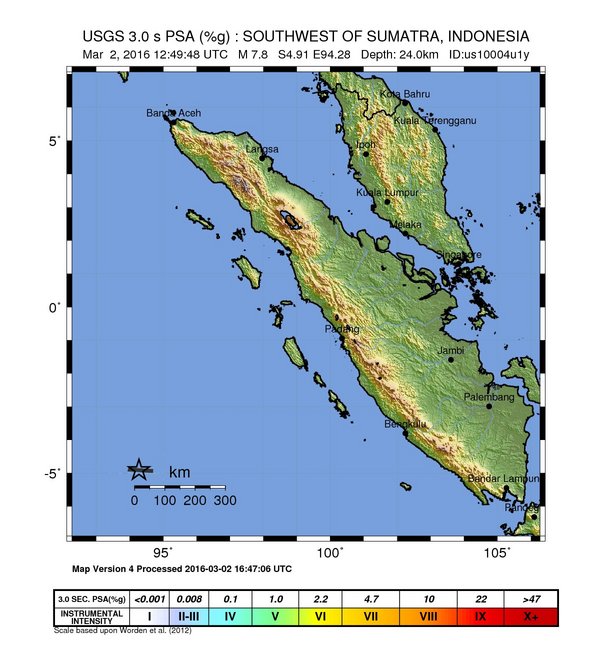 USGS 3.0 s PSA (%g) : SOUTHWEST OF SUMATRA, INDONESIA
Mar 2, 2016 12:49:48 UTC M 7.8 S4.91 E94.28 Depth: 24.0km ID:us10004u1y
Kota Bahru
Banda Aceh
Kuala Terengganu
5°
Ipoh
Langsa
Kuala Lumpur
Melaka
Singapore
0°
Padang
Jambi
Palembang
Bengkulu
-5°
km
Bandar Lampung
0 100 200 300
95° 100° 105°
Map Version 4 Processed 2016-03-02 16:47:06 UTC
3.0 SEC. PSA(%g) <0.001 0.008 0.1 1.0 2.2 4.7 10 22 >47
INSTRUMENTAL INTENSITY I II-III IV V VI VII VIII IX X+
Scale based upon Worden et al. (2012)